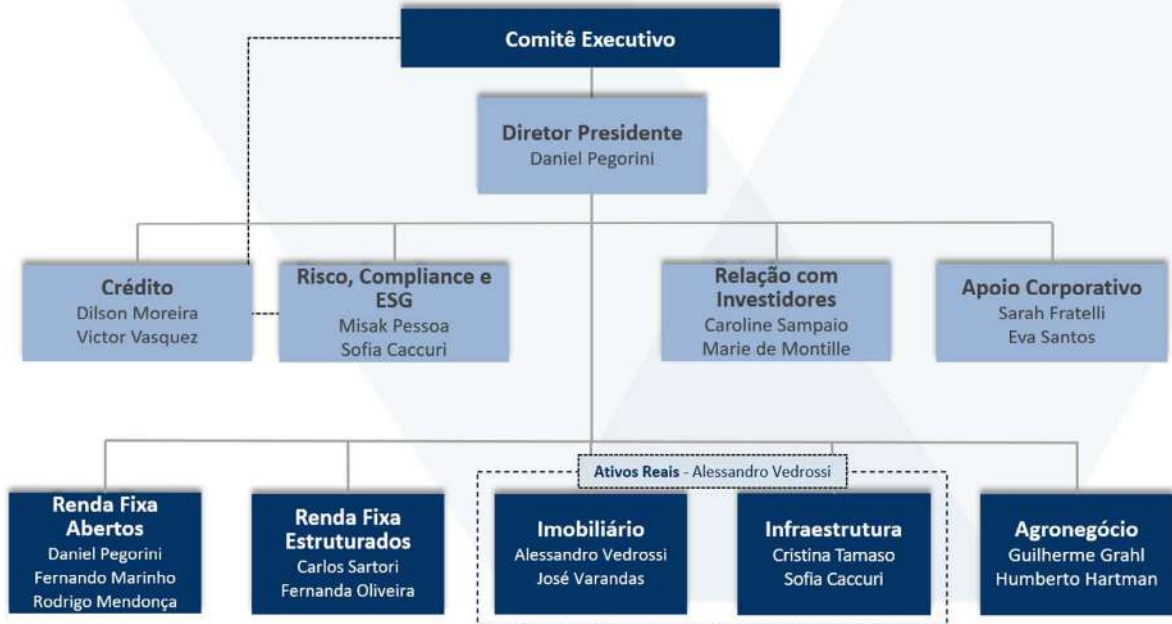 Comitê Executivo
Diretor Presidente
Daniel Pegorini
Crédito
Dilson Moreira
Victor Vasquez
Risco, Compliance e
ESG
Misak Pessoa
Sofia Caccuri
Relação com
Investidores
Caroline Sampaio
Marie de Montille
Apoio Corporativo
Sarah Fratelli
Eva Santos
Ativos Reais - Alessandro Vedrossi
Renda Fixa
Abertos
Daniel Pegorini
Fernando Marinho
Rodrigo Mendonça
Renda Fixa
Estruturados
Carlos Sartori
Fernanda Oliveira
Imobiliário
Alessandro Vedrossi
José Varandas
Infraestrutura
Cristina Tamaso
Sofia Caccuri
Agronegócio
Guilherme Grahl
Humberto Hartman